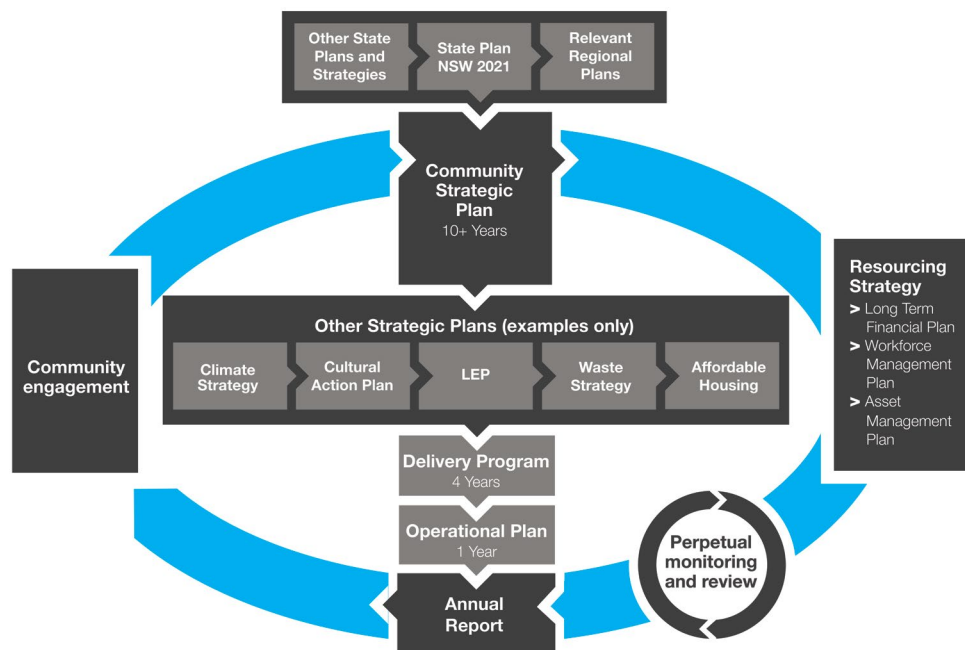 Other State
Plans and
Strategies
State Plan
NSW 2021
Relevant
Regional
Plans
Community
Strategic
Plan
10+ Years
Community
engagement
Resourcing
Strategy
> Long Term
Financial Plan
> Workforce
Management
Plan
> Asset
Management
Plan
Other Strategic Plans (examples only)
Climate
Strategy
Cultural
Action Plan
LEP
Waste
Strategy
Affordable
Housing
Delivery Program
4 Years
Operational Plan
1 Year
Perpetual
monitoring
and review
Annual
Report